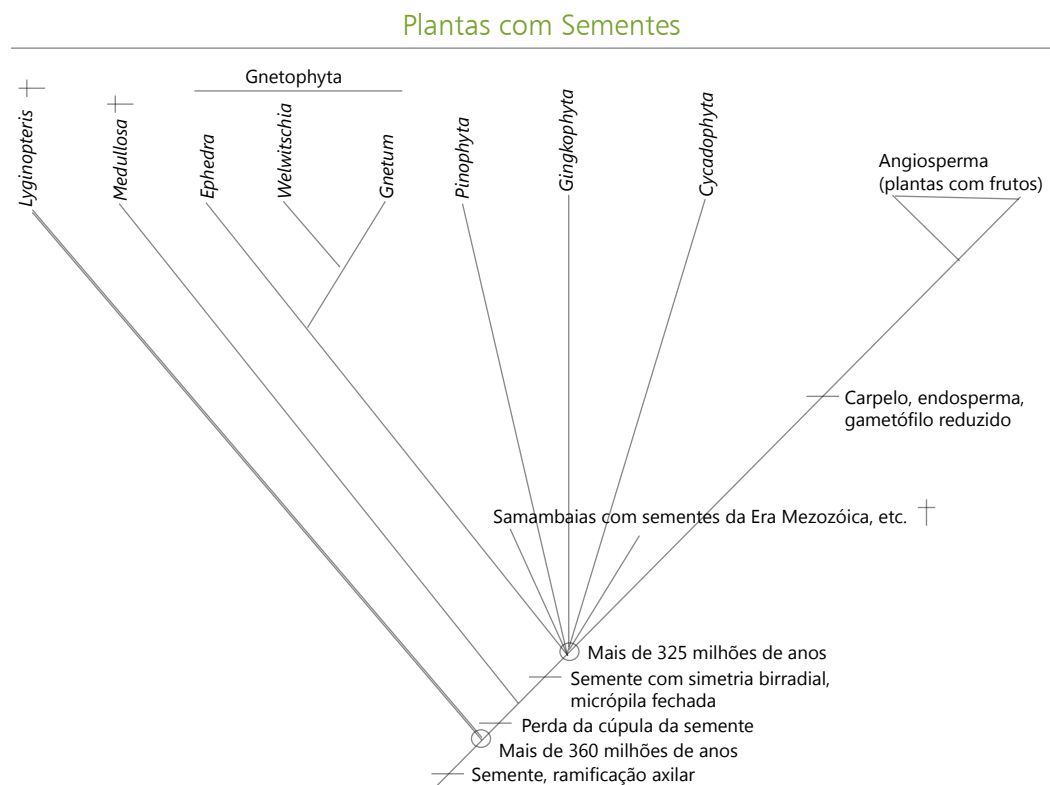 Plantas com Sementes
Gnetophyta
Lyginopteris
Medullosa
Ephedra
Welwitschia
Gnetum
Pinophyta
Gingkophyta
Cycadophyta
Angiosperma
(plantas com frutos)
Carpelo, endosperma,
gametófilo reduzido
Samambaias com sementes da Era Mezozóica, etc.
Mais de 325 milhões de anos
Semente com simetria birradial,
micrópila fechada
Perda da cúpula da semente
Mais de 360 milhões de anos
Semente, ramificação axilar